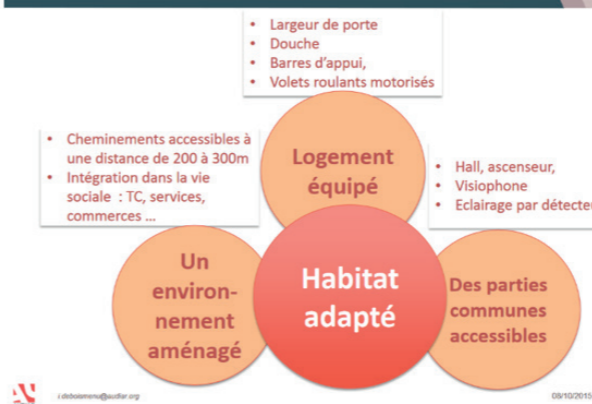 • Largeur de porte
• Douche
• Barres d'appui,
• Volets roulants motorisés
• Cheminements accessibles à
une distance de 200 à 300m
• Intégration dans la vie
sociale : TC, services,
commerces ...
Logement
équipé
• Hall, ascenseur,
• Visiophone
• Eclairage par détecte
Un
environ-
nement
aménagé
Habitat
adapté
Des parties
communes
accessibles
08/10/2015